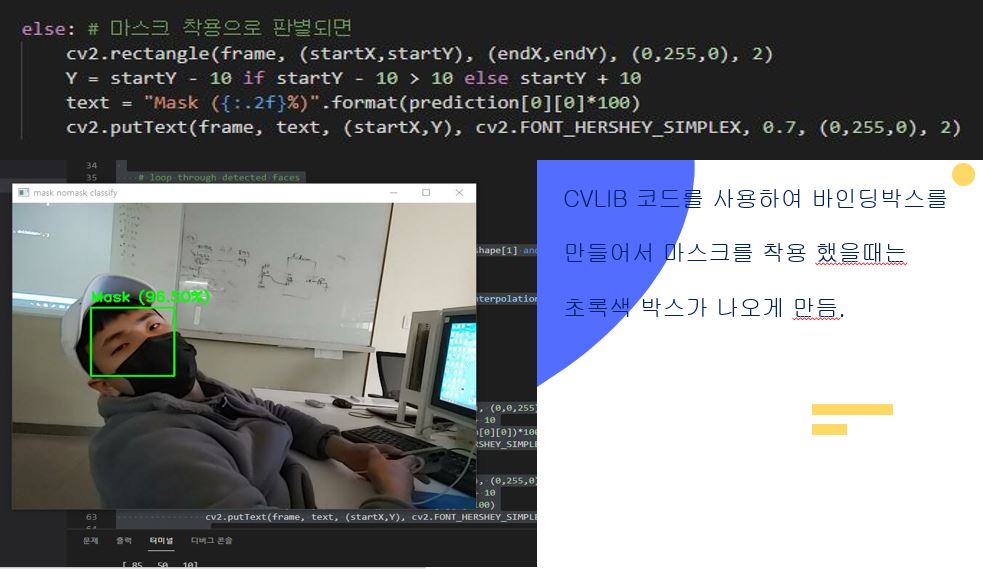 else: # 마스크 착용으로 판별되면
cv2.rectangle(frame, (startX,startY), (endX,endY), (0,255,0), 2)
Y = startY - 10 if startY - 10 > 10 else startY + 10
text = "Mask ({:.2f}%)".format(prediction[0][0]*100)
cv2.putText(frame, text, (startX,Y), cv2.FONT_HERSHEY_SIMPLEX, 0.7, (0,255,0), 2)
34
35 # loop through detected faces
mask nomask classify
shape[1] and
nterpolation
Mask (96.50%)
, (0,0,255)
+ 10
n[0][0])*100
HERSHEY_SIMPLE
, (0,255,0)
+ 10
*100)
63 cv2.putText(frame, text, (startX,Y), cv2.FONT_HERSHEY_SIMPLE
문제 출력 터미널 디버그 콘솔
[ 85 50 10]
CVLIB 코드를 사용하여 바인딩박스를
만들어서 마스크를 착용 했을때는
초록색 박스가 나오게 만듬.